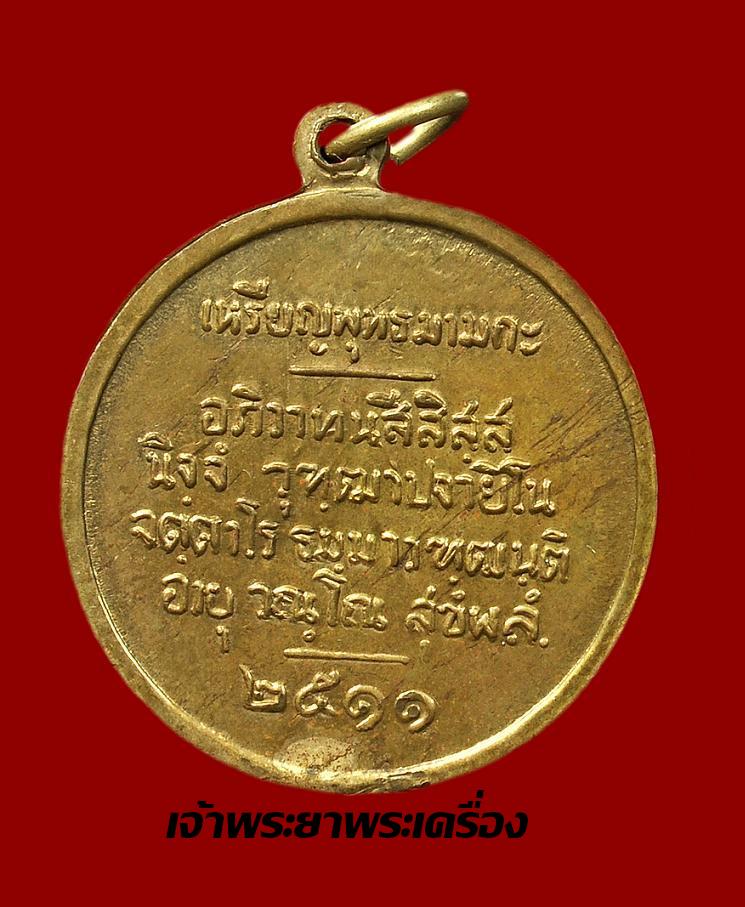 เหรียญพุทธมามกะ
อภิวาทนสีลิสฺส
นิจฺจํ วุฑฺฒาปจายิโน
จตฺตาโร ธมฺมา วฑฺฒนฺติ
อายุ วณฺโณ สุขํ พลํ.
๒๕๑๑
เจ้าพระยาพระเครื่อง